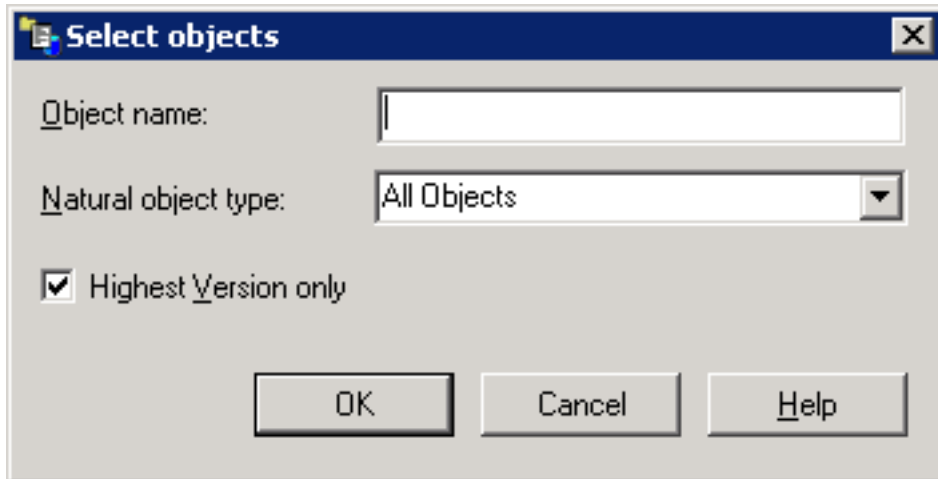 Select objects
Object name:
Natural object type: All Objects
Highest Version only
OK Cancel Help